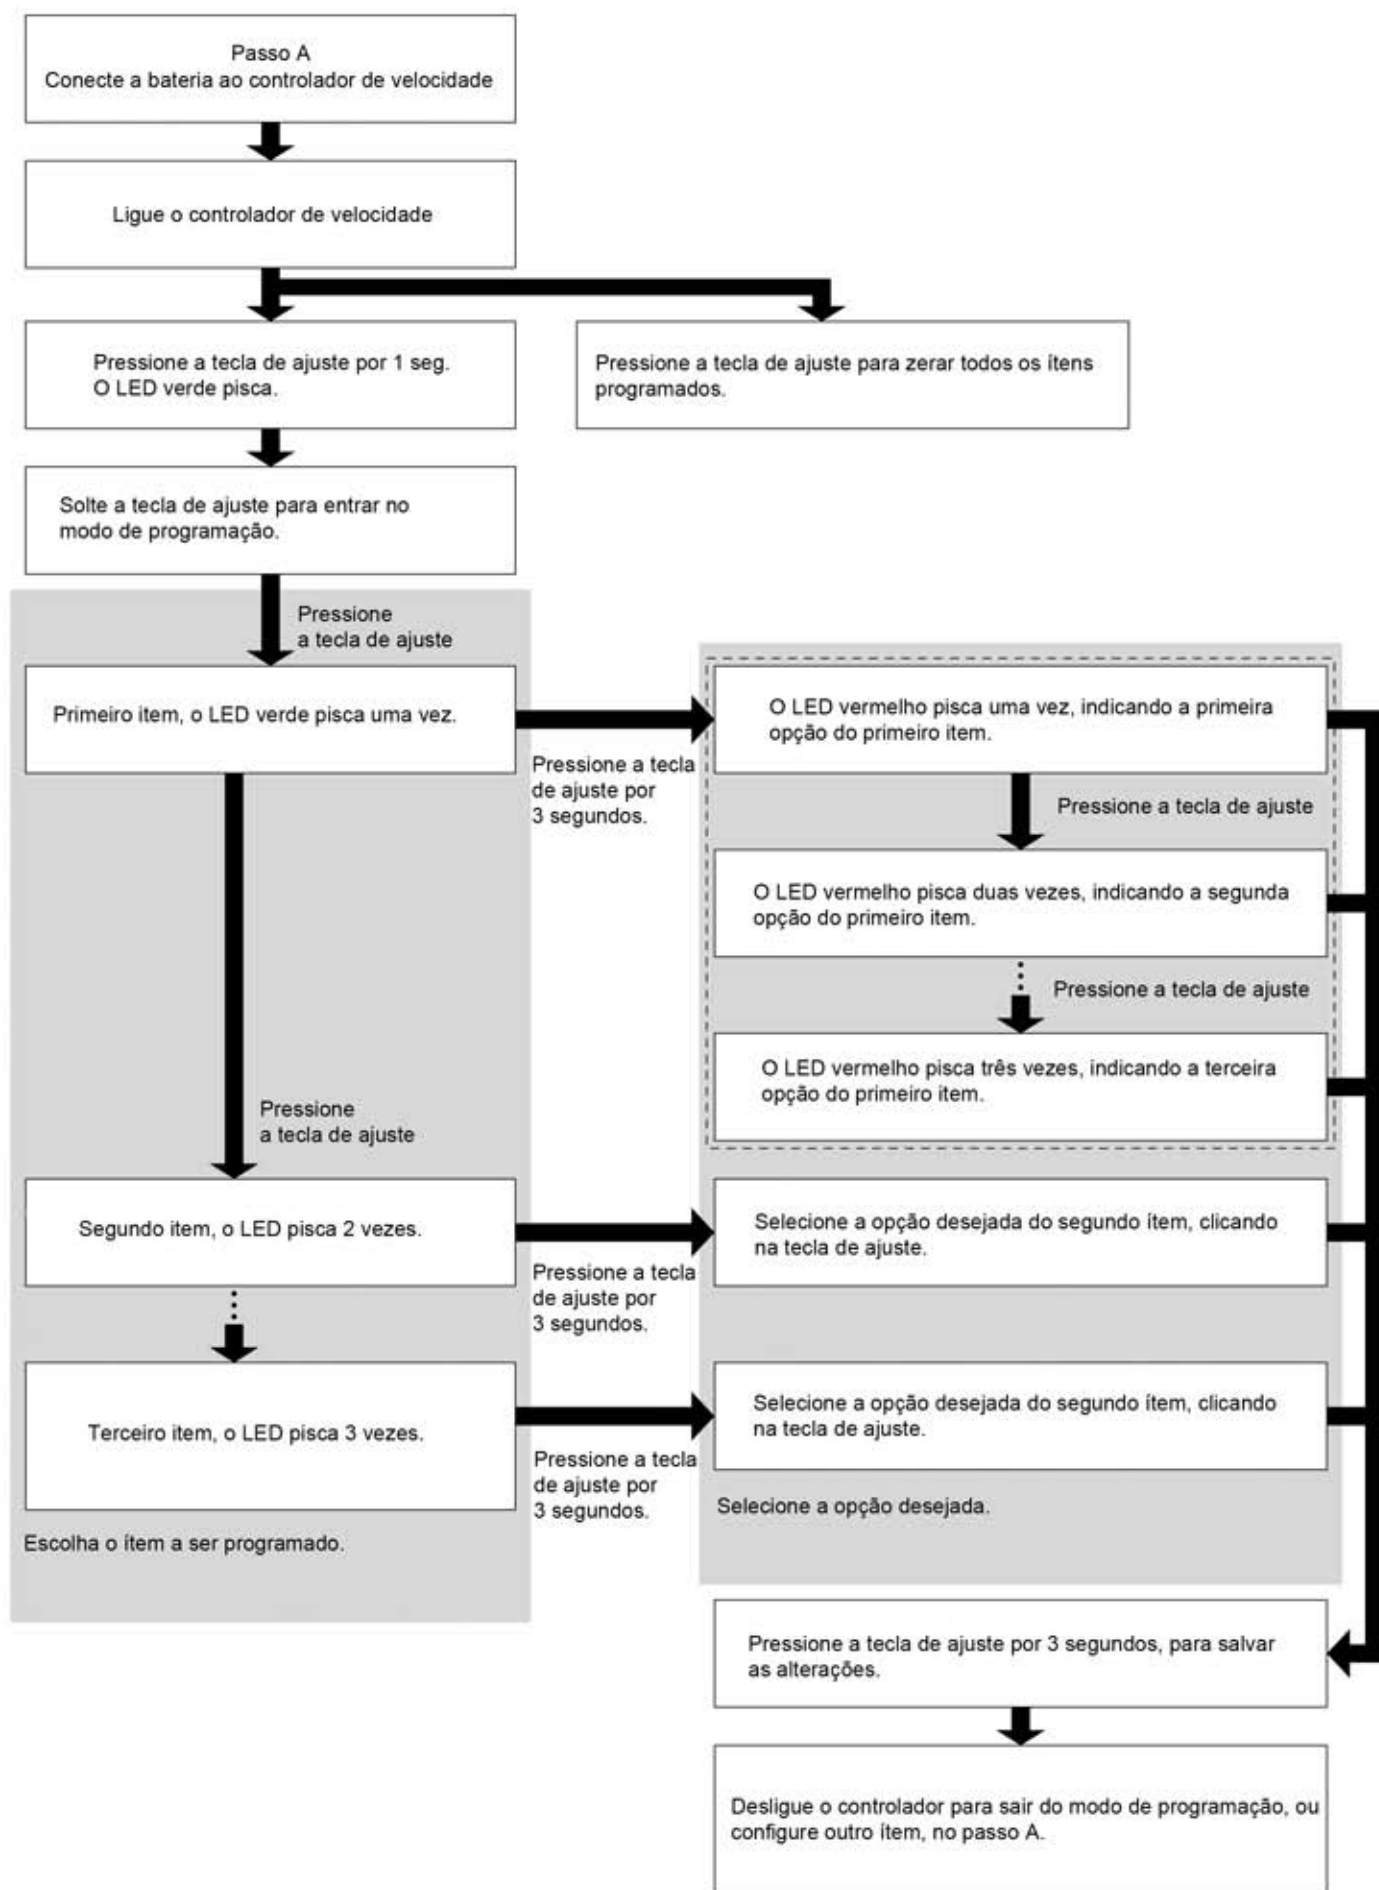 Passo A
Conecte a bateria ao controlador de velocidade
Ligue o controlador de velocidade
Pressione a tecla de ajuste por 1 seg.
O LED verde pisca.
Pressione a tecla de ajuste para zerar todos os ítens
programados.
Solte a tecla de ajuste para entrar no
modo de programação.
Pressione
a tecla de ajuste
Primeiro item, o LED verde pisca uma vez.
Pressione a tecla
de ajuste por
3 segundos.
O LED vermelho pisca uma vez, indicando a primeira
opção do primeiro item.
Pressione a tecla de ajuste
O LED vermelho pisca duas vezes, indicando a segunda
opção do primeiro item.
Pressione a tecla de ajuste
O LED vermelho pisca três vezes, indicando a terceira
opção do primeiro item.
Pressione
a tecla de ajuste
Segundo item, o LED pisca 2 vezes.
Pressione a tecla
de ajuste por
3 segundos.
Selecione a opção desejada do segundo ítem, clicando
na tecla de ajuste.
Terceiro item, o LED pisca 3 vezes.
Pressione a tecla
de ajuste por
3 segundos.
Selecione a opção desejada do segundo ítem, clicando
na tecla de ajuste.
Selecione a opção desejada.
Escolha o ítem a ser programado.
Pressione a tecla de ajuste por 3 segundos, para salvar
as alterações.
Desligue o controlador para sair do modo de programação, ou
configure outro ítem, no passo A.